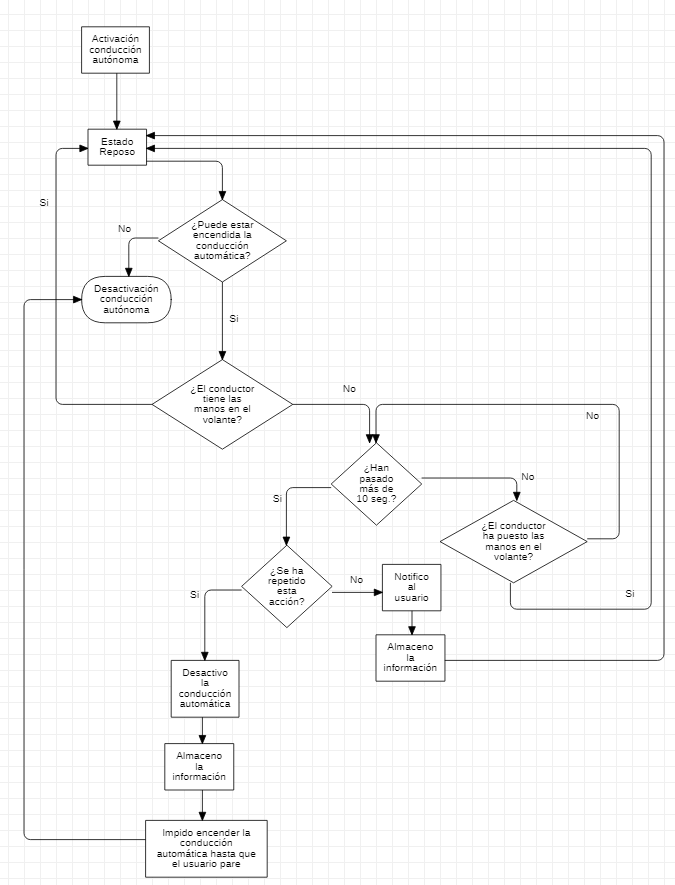 Activación
conducción
autónoma
Estado
Reposo
Si
¿Puede estar
encendida la
conducción
automática?
No
Desactivación
conducción
autónoma
Si
¿El conductor
tiene las
manos en el
volante?
No
No
¿Han
pasado
más de
10 seg.?
No
Si
¿El conductor
ha puesto las
manos en el
volante?
Si
¿Se ha
repetido
esta
acción?
No
Notifico
al
usuario
Si
Almaceno
la
información
Desactivo
la
conducción
automática
Almaceno
la
información
Impido encender la
conducción
automática hasta que
el usuario pare